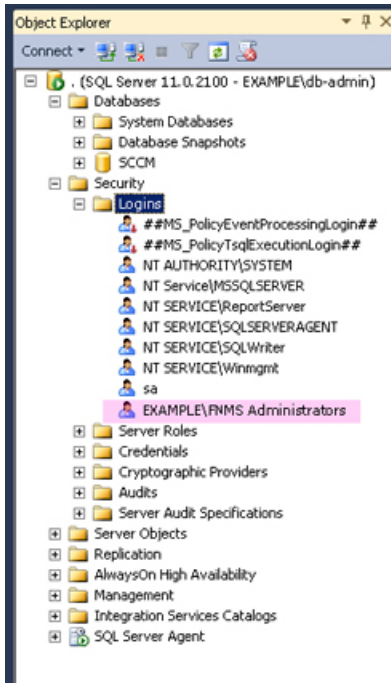 Object Explorer
Connect
. (SQL Server 11.0.2100 - EXAMPLE\db-admin)
Databases
System Databases
Database Snapshots
SCCM
Security
Logins
##MS_PolicyEventProcessingLogin##
##MS_PolicyTsqlExecutionLogin##
NT AUTHORITY\SYSTEM
NT Service\MSSQLSERVER
NT SERVICE\ReportServer
NT SERVICE\SQLSERVERAGENT
NT SERVICE\SQLWriter
NT SERVICE\Winmgmt
sa
EXAMPLE\FNMS Administrators
Server Roles
Credentials
Cryptographic Providers
Audits
Server Audit Specifications
Server Objects
Replication
AlwaysOn High Availability
Management
Integration Services Catalogs
SQL Server Agent